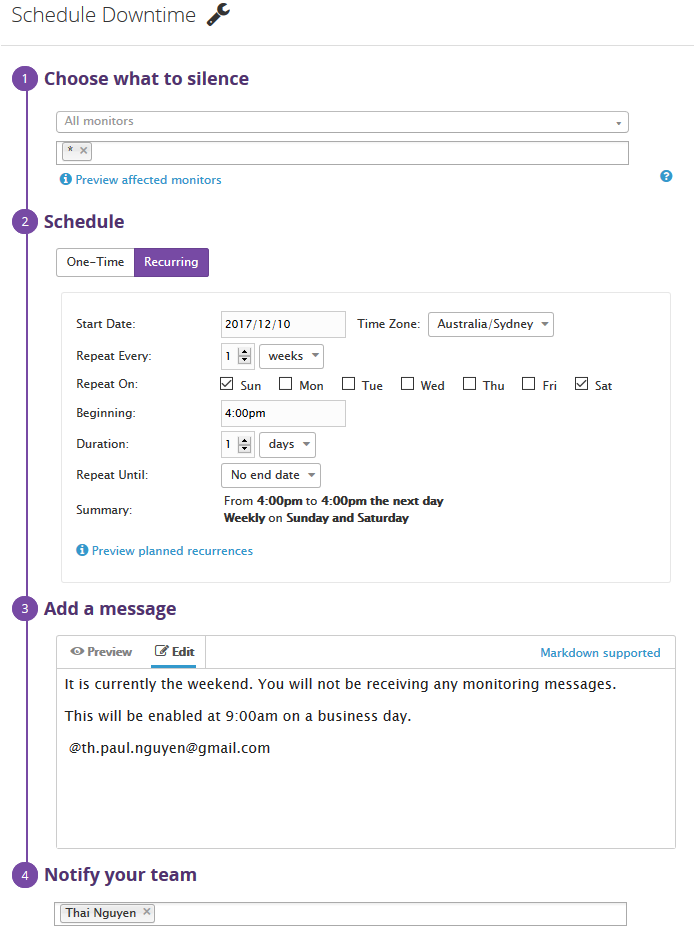 Schedule Downtime
1 Choose what to silence
All monitors
* ×
Preview affected monitors
?
2 Schedule
One-Time Recurring
Start Date: 2017/12/10 Time Zone: Australia/Sydney
Repeat Every: 1 weeks
Repeat On: Sun Mon Tue Wed Thu Fri Sat
Beginning: 4:00pm
Duration: 1 days
Repeat Until: No end date
Summary: From 4:00pm to 4:00pm the next day
Weekly on Sunday and Saturday
Preview planned recurrences
3 Add a message
Preview Edit Markdown supported
It is currently the weekend. You will not be receiving any monitoring messages.
This will be enabled at 9:00am on a business day.
@th.paul.nguyen@gmail.com
4 Notify your team
Thai Nguyen ×